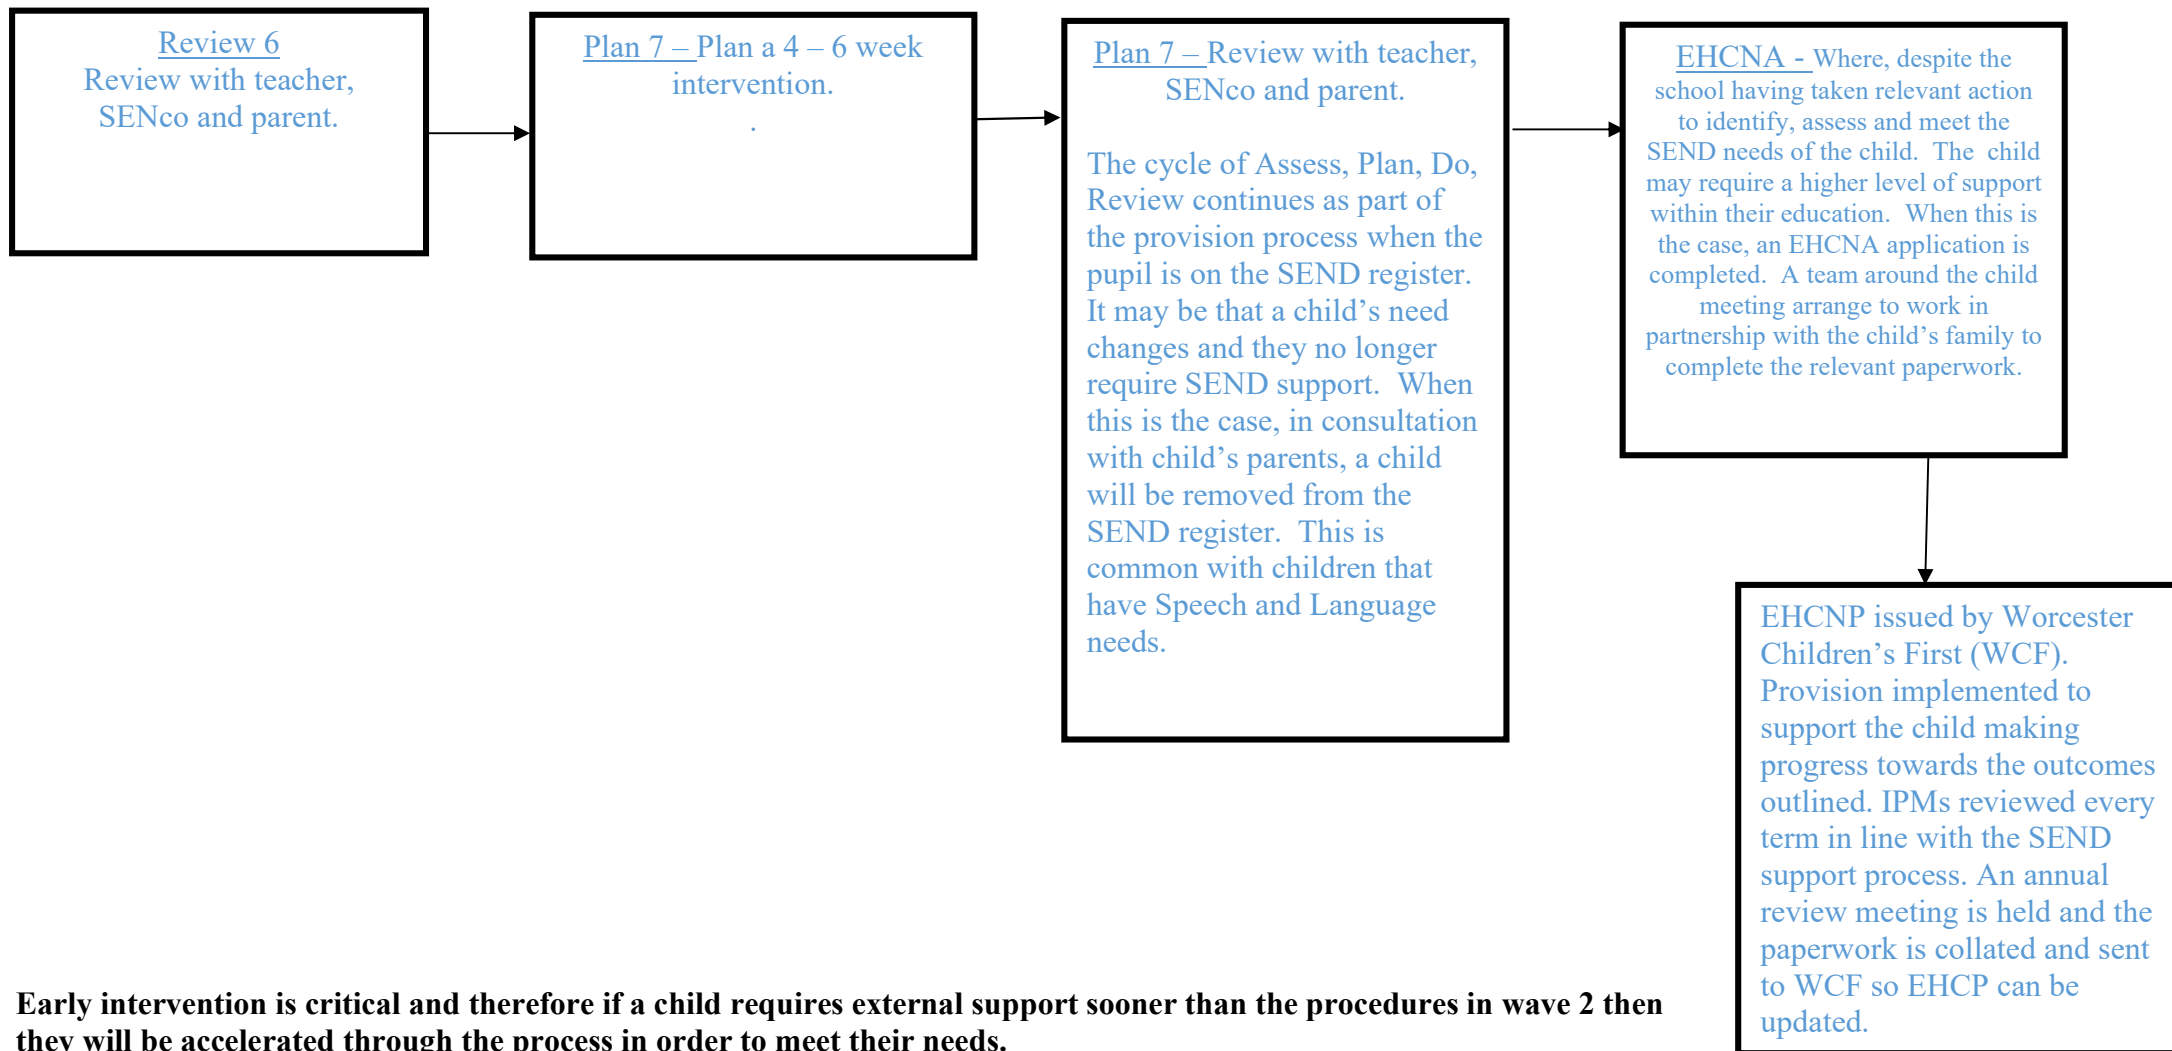 Review 6
Review with teacher,
SENco and parent.
Plan 7 – Plan a 4 – 6 week
intervention.
.
Plan 7 – Review with teacher,
SENco and parent.
The cycle of Assess, Plan, Do,
Review continues as part of
the provision process when the
pupil is on the SEND register.
It may be that a child’s need
changes and they no longer
require SEND support.  When
this is the case, in consultation
with child’s parents, a child
will be removed from the
SEND register.  This is
common with children that
have Speech and Language
needs.
EHCNA - Where, despite the
school having taken relevant action
to identify, assess and meet the
SEND needs of the child.  The  child
may require a higher level of support
within their education.  When this is
the case, an EHCNA application is
completed.  A team around the child
meeting arrange to work in
partnership with the child’s family to
complete the relevant paperwork.
EHCNP issued by Worcester
Children’s First (WCF).
Provision implemented to
support the child making
progress towards the outcomes
outlined. IPMs reviewed every
term in line with the SEND
support process. An annual
review meeting is held and the
paperwork is collated and sent
to WCF so EHCP can be
updated.
Early intervention is critical and therefore if a child requires external support sooner than the procedures in wave 2 then
they will be accelerated through the process in order to meet their needs.